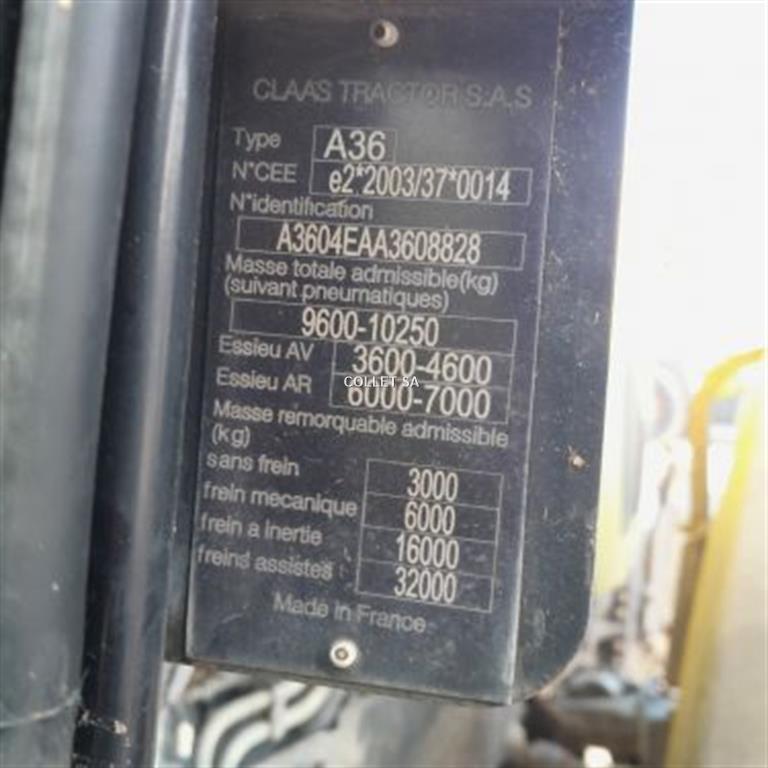 CLAAS TRACTOR S.A.S
Type A36
N°CEE e2*2003/37*0014
N°identification
A3604EAA3608828
Masse totale admissible(kg)
(suivant pneumatiques)
9600-10250
Essieu AV 3600-4600
Essieu AR 6000-7000
COLLET SA
Masse remorquable admissible
(kg)
sans frein 3000
frein mecanique 6000
frein a inertie 16000
freins assistes 32000
Made in France